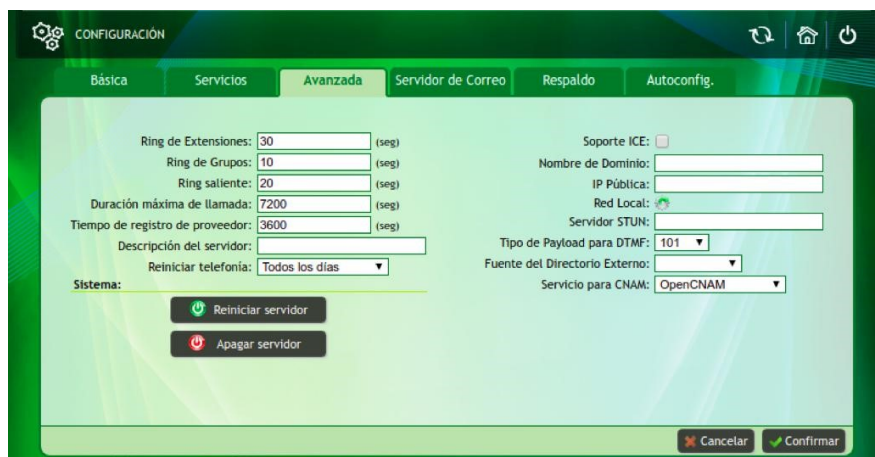 CONFIGURACIÓN
Básica
Servicios
Avanzada
Servidor de Correo
Respaldo
Autoconfig.
Ring de Extensiones: 30 (seg)
Ring de Grupos: 10 (seg)
Ring saliente: 20 (seg)
Duración máxima de llamada: 7200 (seg)
Tiempo de registro de proveedor: 3600 (seg)
Descripción del servidor:
Reiniciar telefonía: Todos los días
Sistema:
Reiniciar servidor
Apagar servidor
Soporte ICE:
Nombre de Dominio:
IP Pública:
Red Local:
Servidor STUN:
Tipo de Payload para DTMF: 101
Fuente del Directorio Externo:
Servicio para CNAM: OpenCNAM
Cancelar
Confirmar